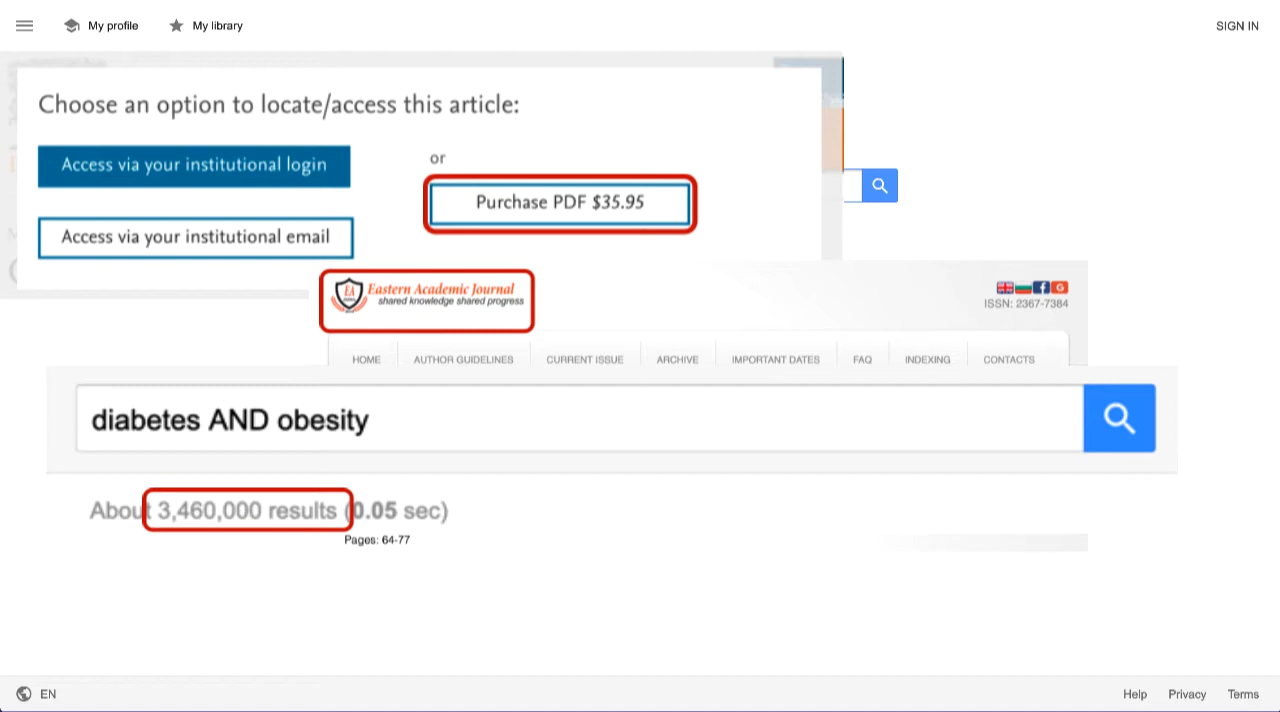 My profile
My library
SIGN IN
Choose an option to locate/access this article:
Access via your institutional login
or
Purchase PDF $35.95
Access via your institutional email
EA
Eastern Academic Journal
shared knowledge shared progress
ISSN: 2367-7384
HOME
AUTHOR GUIDELINES
CURRENT ISSUE
ARCHIVE
IMPORTANT DATES
FAQ
INDEXING
CONTACTS
diabetes AND obesity
About 3,460,000 results (0.05 sec)
Pages: 64-77
EN
Help
Privacy
Terms